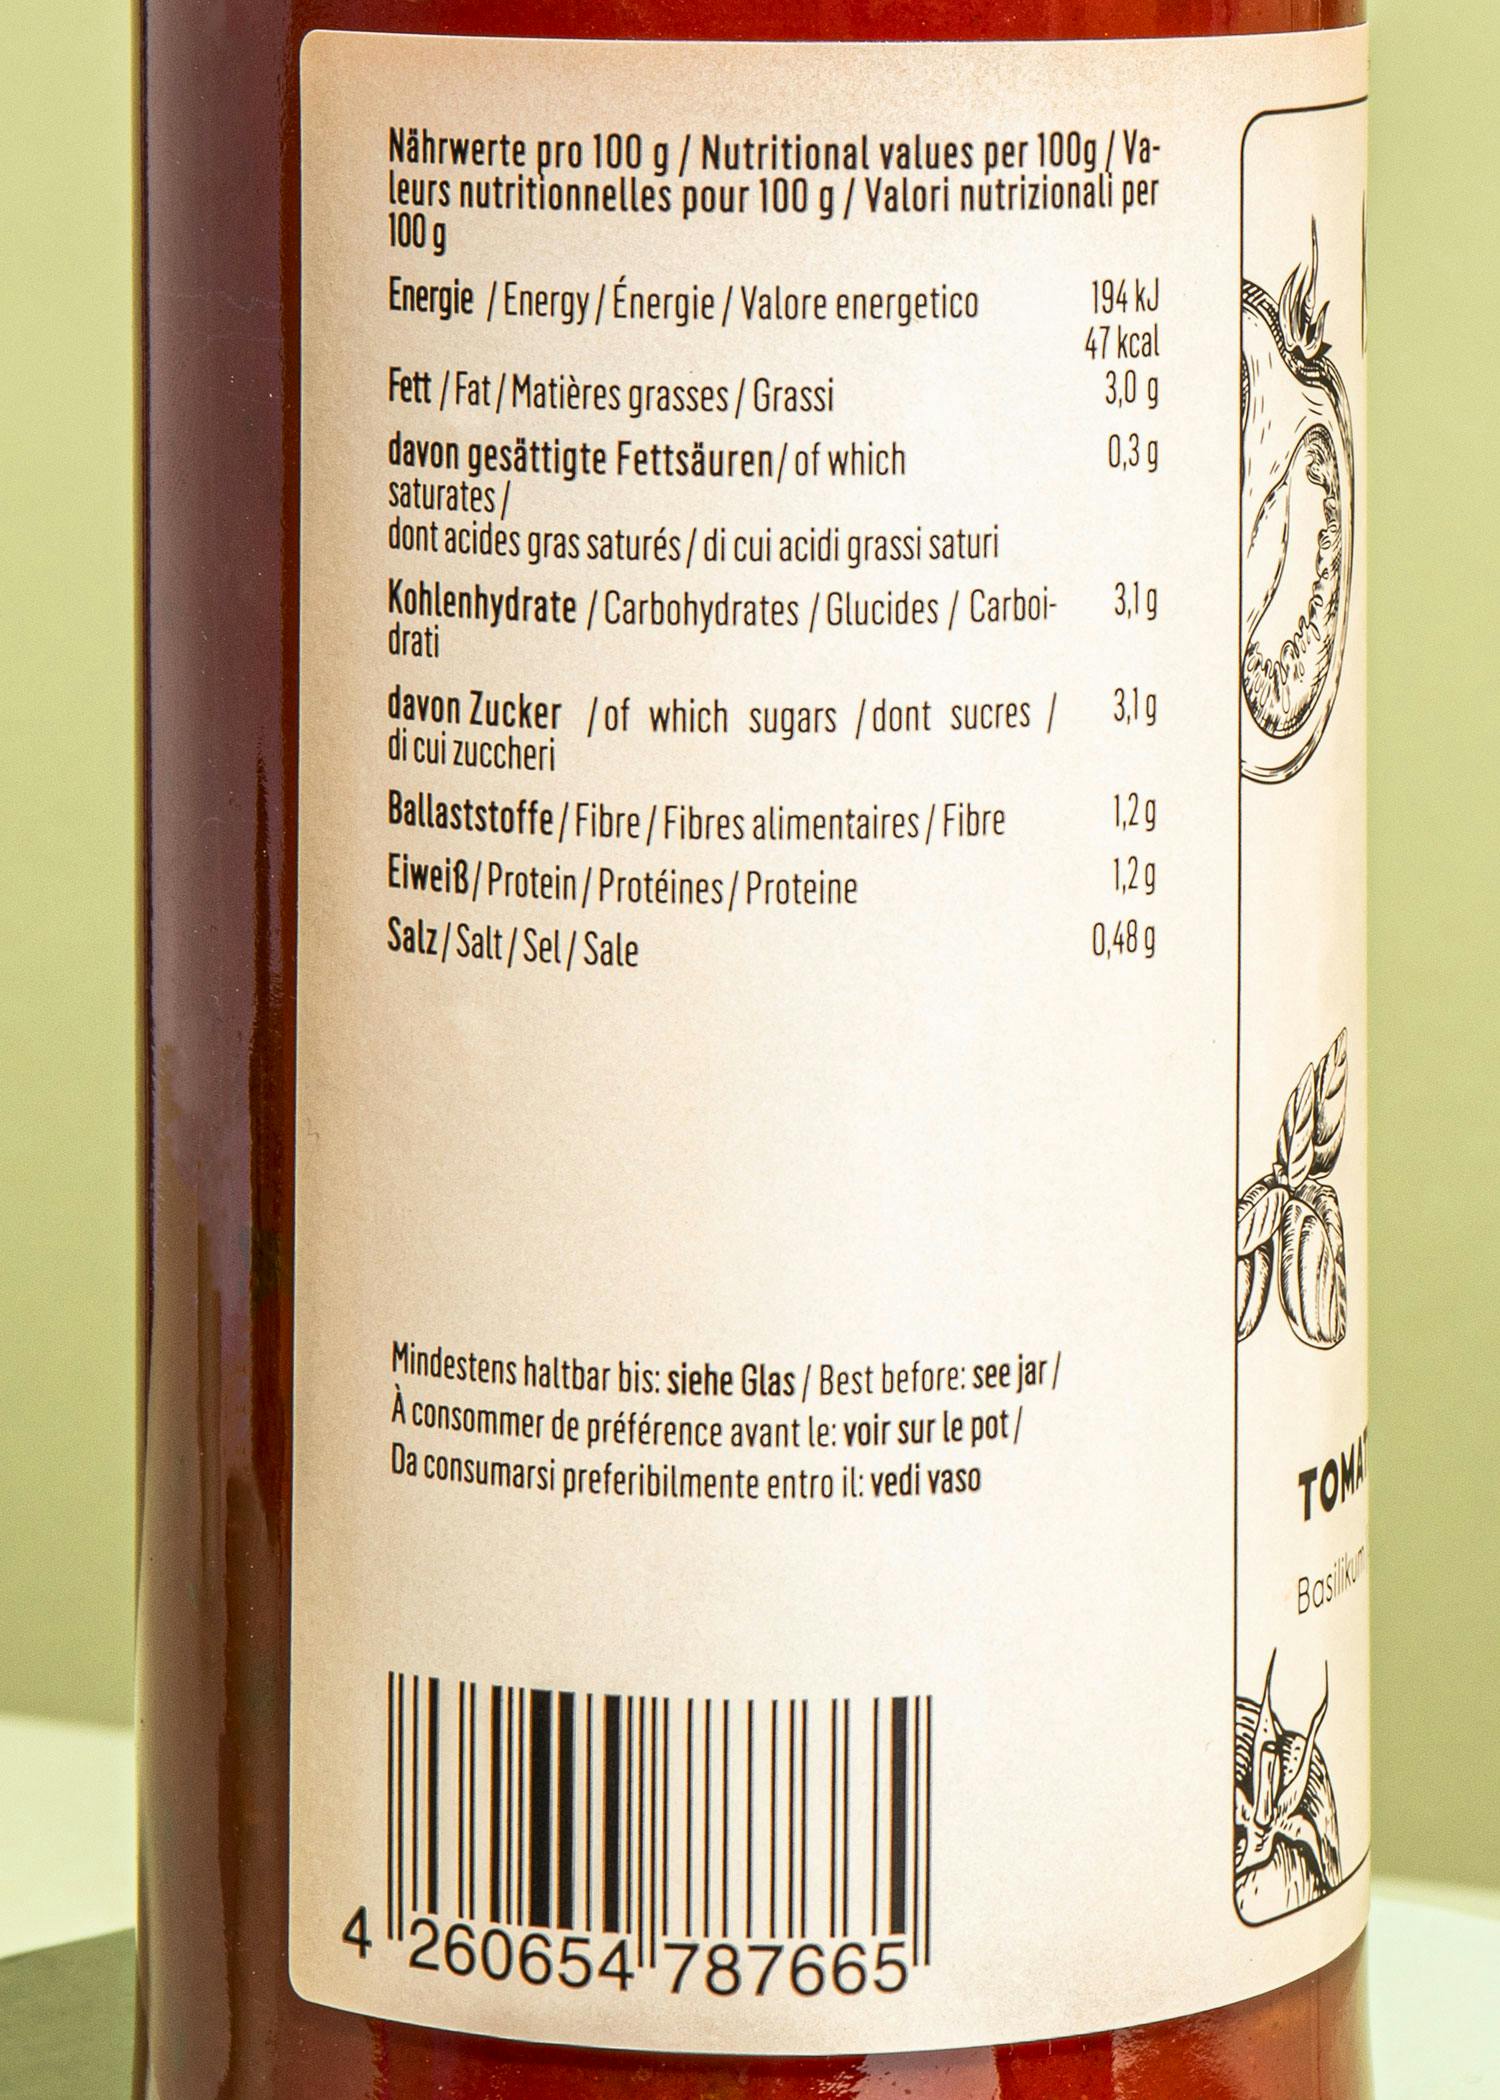 Nährwerte pro 100 g / Nutritional values per 100g / Va-
leurs nutritionnelles pour 100 g / Valori nutrizionali per
100 g
Energie / Energy / Énergie / Valore energetico 194 kJ
47 kcal
Fett / Fat / Matières grasses / Grassi 3,0 g
davon gesättigte Fettsäuren / of which 0,3 g
saturates /
dont acides gras saturés / di cui acidi grassi saturi
Kohlenhydrate / Carbohydrates / Glucides / Carboi- 3,1 g
drati
davon Zucker / of which sugars / dont sucres / 3,1 g
di cui zuccheri
Ballaststoffe / Fibre / Fibres alimentaires / Fibre 1,2 g
Eiweiß / Protein / Protéines / Proteine 1,2 g
Salz / Salt / Sel / Sale 0,48 g
Mindestens haltbar bis: siehe Glas / Best before: see jar /
À consommer de préférence avant le: voir sur le pot /
Da consumarsi preferibilmente entro il: vedi vaso
4 260654 787665
TOMAT
Basilikum